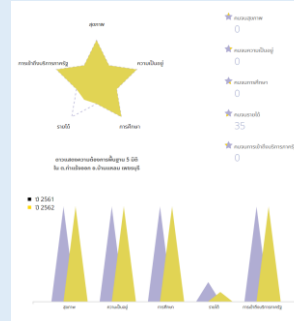 สุขภาพ
การเข้าถึงบริการภาครัฐ
ความเป็นอยู่
รายได้
การศึกษา
คนจนสุขภาพ
0
คนจนความเป็นอยู่
0
คนจนการศึกษา
0
คนจนรายได้
35
คนจนการเข้าถึงบริการภาครัฐ
0
ความต้องการพื้นฐาน 5 มิติ
ปี 2561
ปี 2562
สุขภาพ
ความเป็นอยู่
การศึกษา
รายได้
การเข้าถึงบริการภาครัฐ